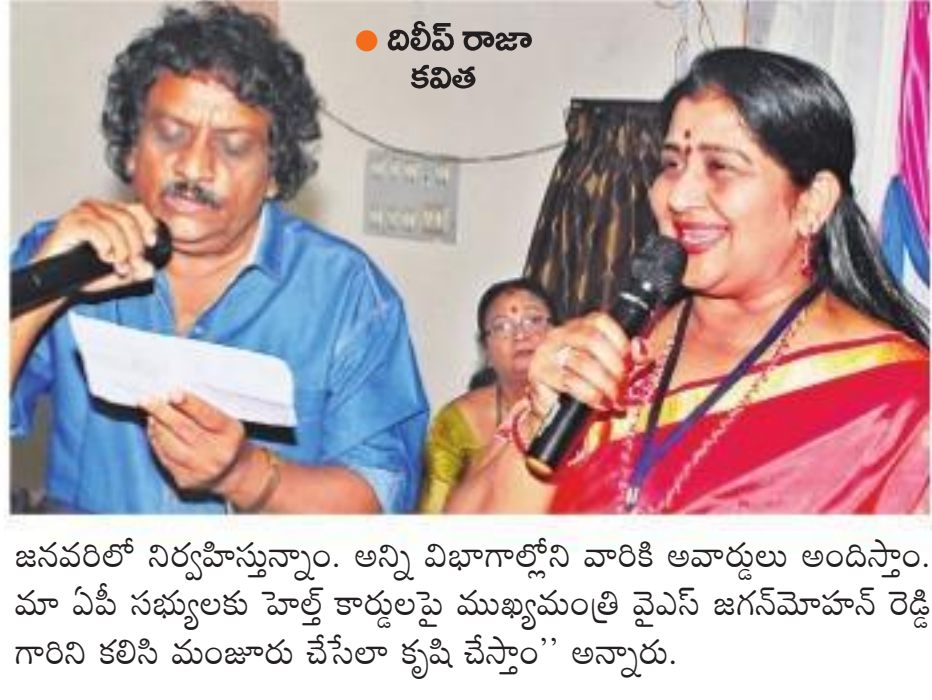 ● దిలీప్ రాజా
కవిత
జనవరిలో నిర్వహిస్తున్నాం. అన్ని విభాగాల్లోని వారికి అవార్డులు అందిస్తాం.
మా ఏపీ సభ్యులకు హెల్త్ కార్డులపై ముఖ్యమంత్రి వైఎస్ జగన్‌మోహన్ రెడ్డి
గారిని కలిసి మంజూరు చేసేలా కృషి చేస్తాం’’ అన్నారు.